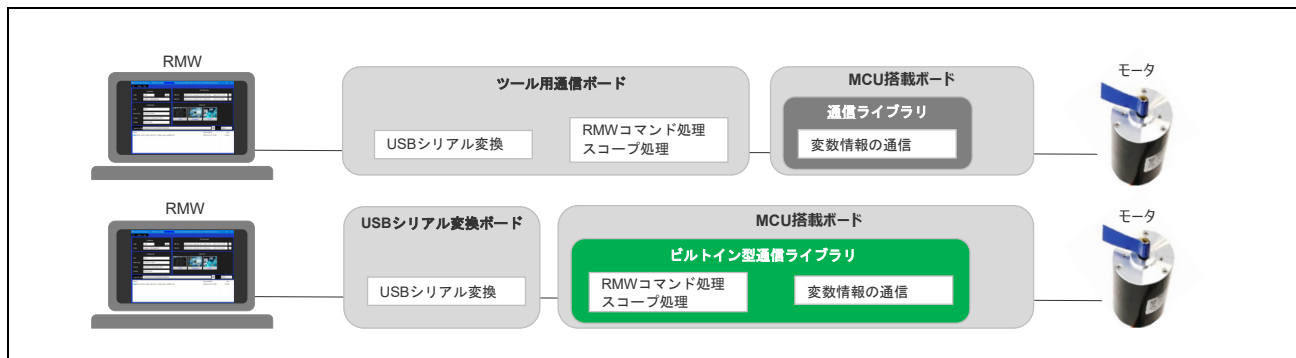 RMW
ツール用通信ボード
MCU搭載ボード
モータ
通信ライブラリ
USBシリアル変換
RMWコマンド処理
スコープ処理
変数情報の通信
RMW
USBシリアル変換ボード
MCU搭載ボード
モータ
ビルトイン型通信ライブラリ
USBシリアル変換
RMWコマンド処理
スコープ処理
変数情報の通信